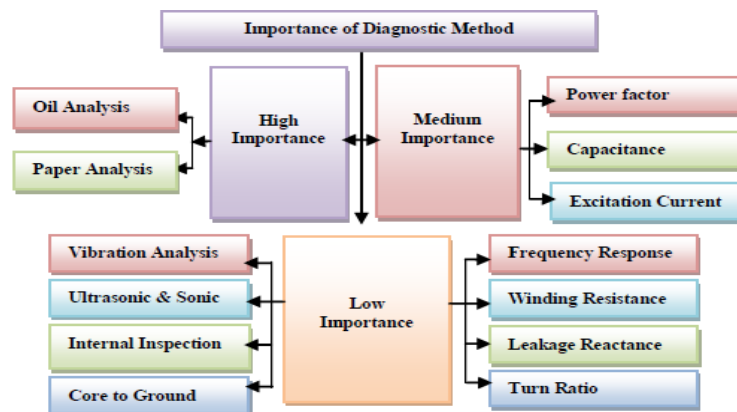 Importance of Diagnostic Method
Oil Analysis
Paper Analysis
High
Importance
Medium
Importance
Power factor
Capacitance
Excitation Current
Vibration Analysis
Ultrasonic & Sonic
Internal Inspection
Core to Ground
Low
Importance
Frequency Response
Winding Resistance
Leakage Reactance
Turn Ratio